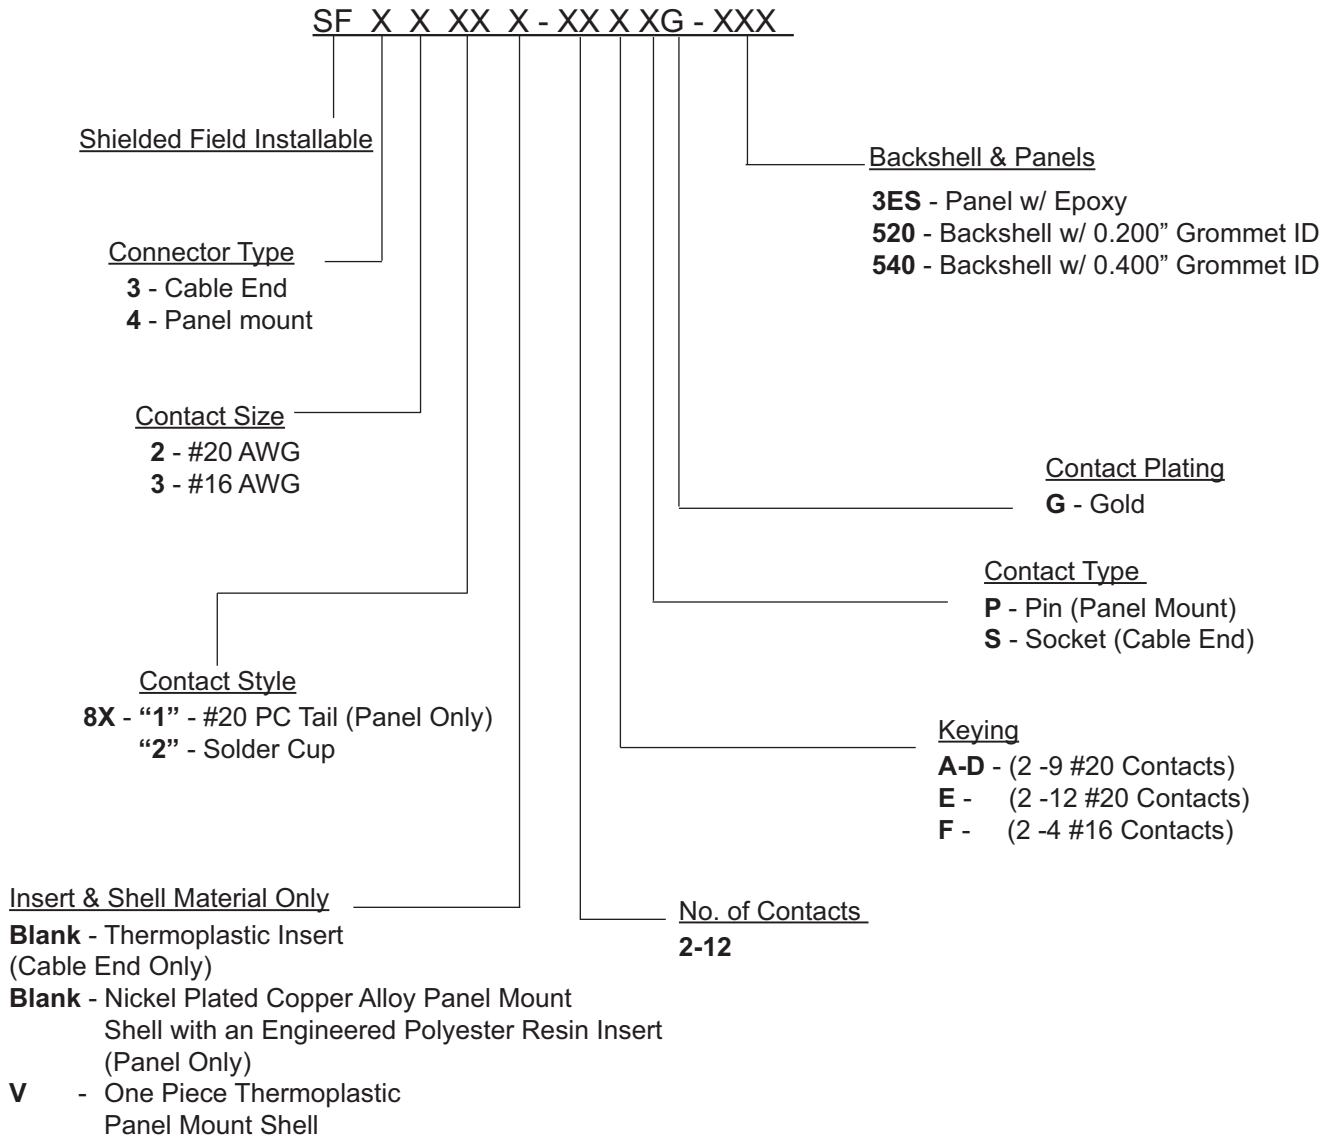 SF X X XX X - XX X XG - XXX
Shielded Field Installable
Connector Type
3 - Cable End
4 - Panel mount
Contact Size
2 - #20 AWG
3 - #16 AWG
Contact Style
8X - “1” - #20 PC Tail (Panel Only)
“2” - Solder Cup
Insert & Shell Material Only
Blank - Thermoplastic Insert
(Cable End Only)
Blank - Nickel Plated Copper Alloy Panel Mount
Shell with an Engineered Polyester Resin Insert
(Panel Only)
V - One Piece Thermoplastic
Panel Mount Shell
No. of Contacts
2-12
Keying
A-D - (2 -9 #20 Contacts)
E - (2 -12 #20 Contacts)
F - (2 -4 #16 Contacts)
Contact Type
P - Pin (Panel Mount)
S - Socket (Cable End)
Contact Plating
G - Gold
Backshell & Panels
3ES - Panel w/ Epoxy
520 - Backshell w/ 0.200” Grommet ID
540 - Backshell w/ 0.400” Grommet ID